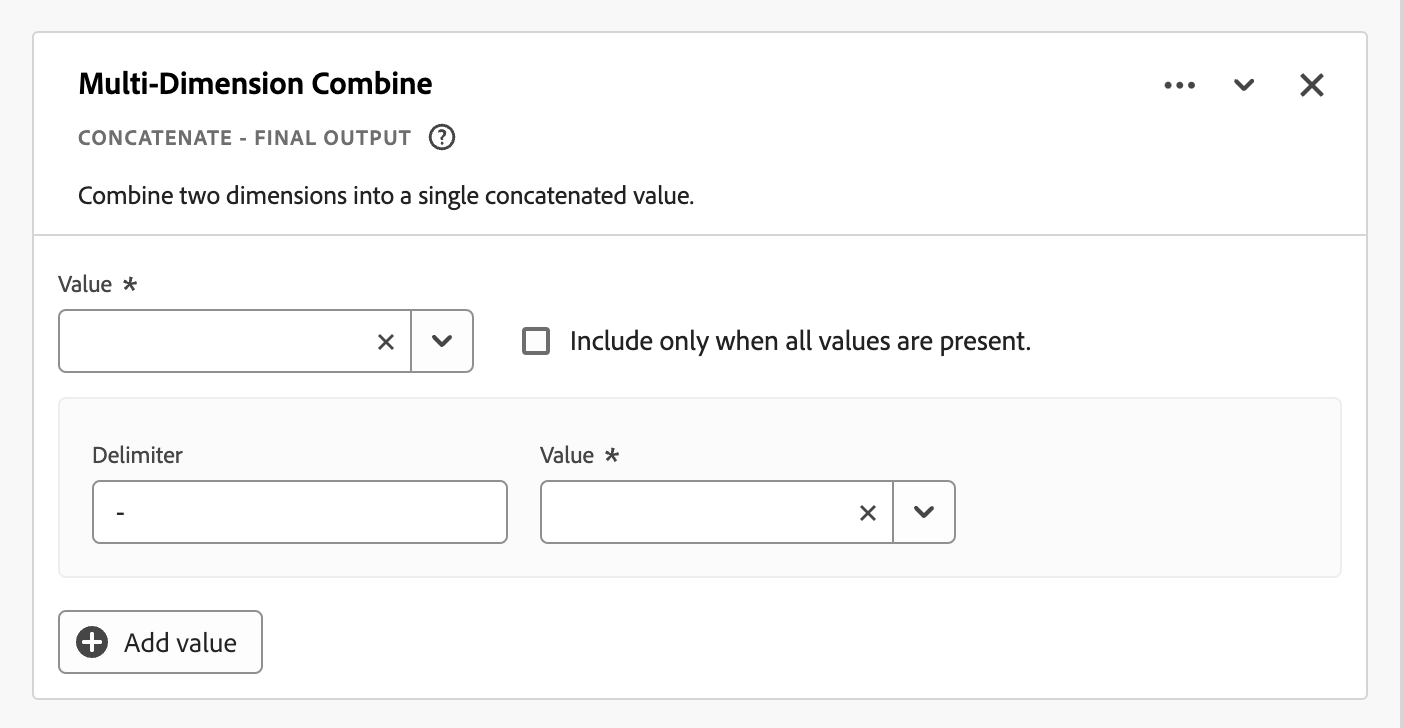 Multi-Dimension Combine
CONCATENATE - FINAL OUTPUT
Combine two dimensions into a single concatenated value.
Value *
Include only when all values are present.
Delimiter
Value *
-
Add value